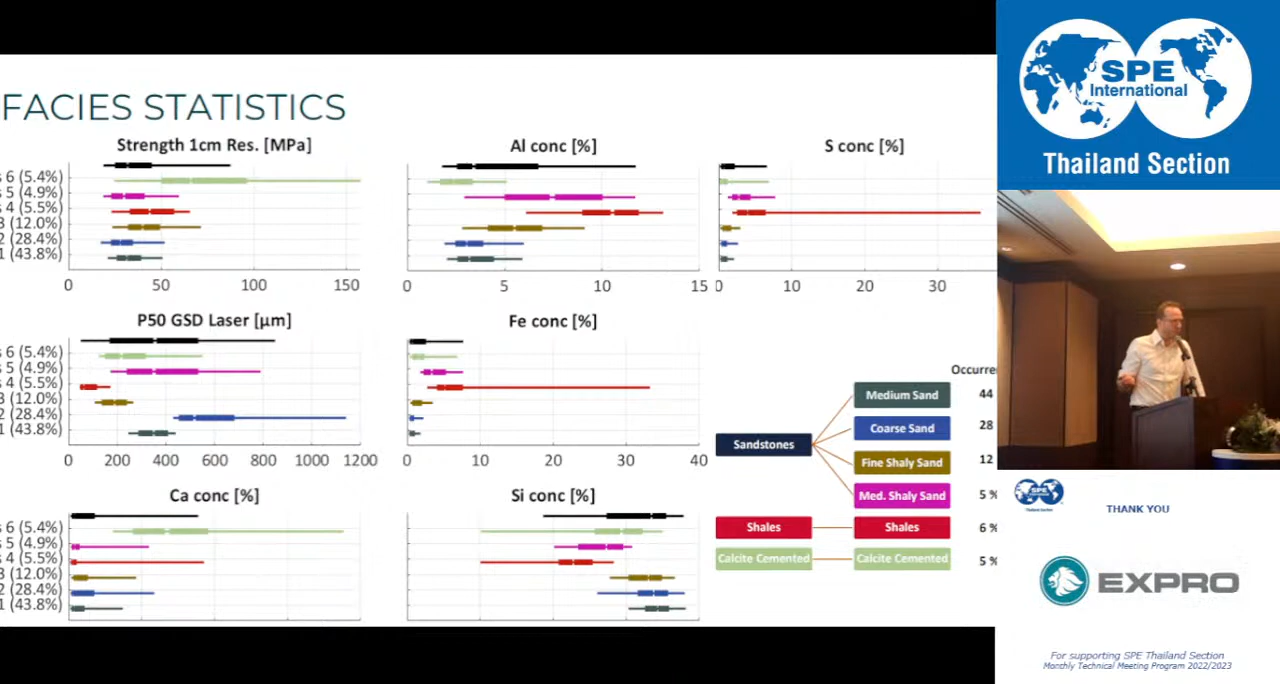 FACIES STATISTICS
Strength 1cm Res. [MPa]
s 6 (5.4%)
s 5 (4.9%)
s 4 (5.5%)
3 (12.0%)
2 (28.4%)
1 (43.8%)
0 50 100 150
Al conc [%]
0 5 10 15
S conc [%]
0 10 20 30
P50 GSD Laser [µm]
s 6 (5.4%)
s 5 (4.9%)
s 4 (5.5%)
3 (12.0%)
2 (28.4%)
1 (43.8%)
0 200 400 600 800 1000 1200
Fe conc [%]
0 10 20 30 40
Ca conc [%]
s 6 (5.4%)
s 5 (4.9%)
s 4 (5.5%)
3 (12.0%)
2 (28.4%)
1 (43.8%)
Si conc [%]
Occurre
Sandstones
Medium Sand 44
Coarse Sand 28
Fine Shaly Sand 12
Med. Shaly Sand 5 %
Shales Shales 6 %
Calcite Cemented Calcite Cemented 5 %
SPE
International
Thailand Section
SPE
Thailand Section
THANK YOU
EXPRO
For supporting SPE Thailand Section
Monthly Technical Meeting Program 2022/2023